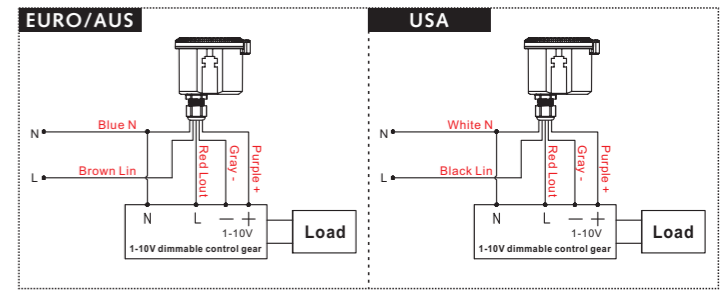 EURO/AUS
N
Blue N
L
Brown Lin
Red Lout
Gray -
Purple +
N L — +
1-10V
1-10V dimmable control gear
Load
USA
N
White N
L
Black Lin
Red Lout
Gray -
Purple +
N L — +
1-10V
1-10V dimmable control gear
Load